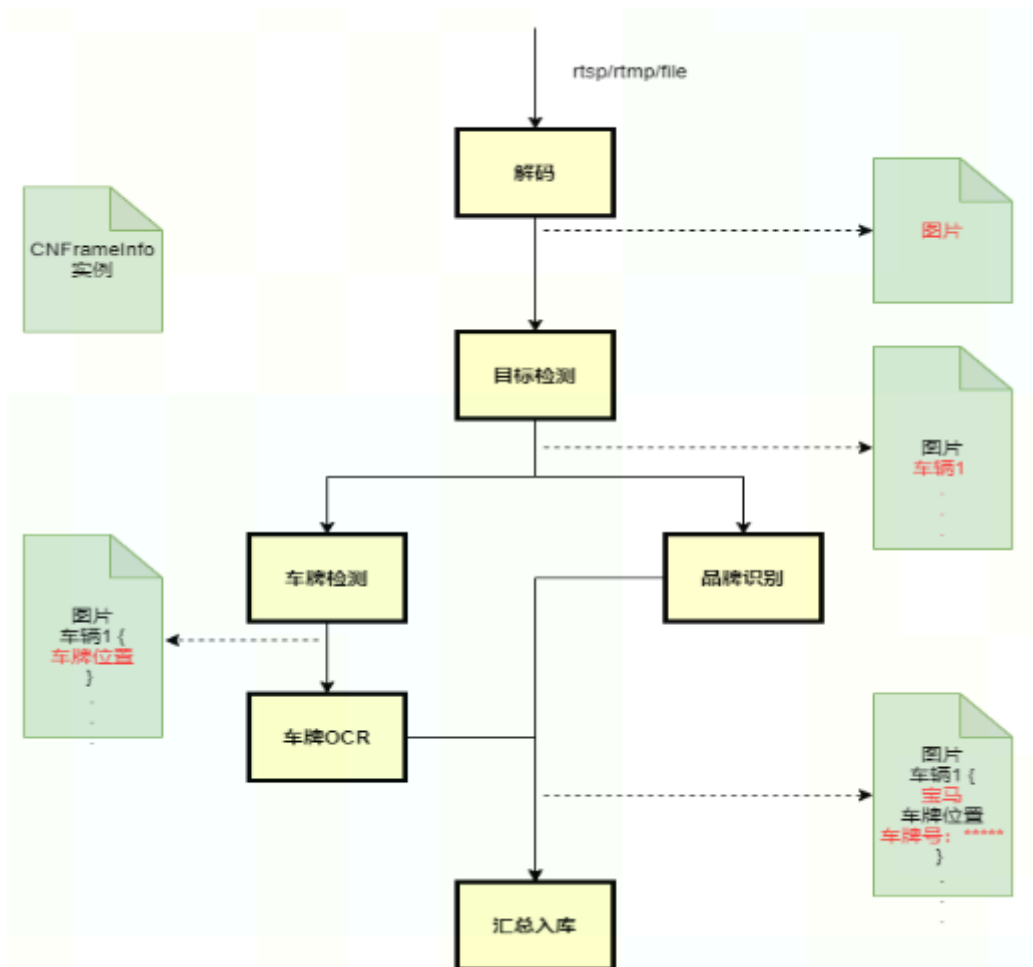 rtsp/rtmp/file
解码
CNFrameInfo
实例
图片
目标检测
图片
车辆1
.
.
.
车牌检测
品牌识别
图片
车辆1 {
车牌位置
}
.
.
.
车牌OCR
图片
车辆1 {
宝马
车牌位置
车牌号：*****
}
.
.
.
汇总入库